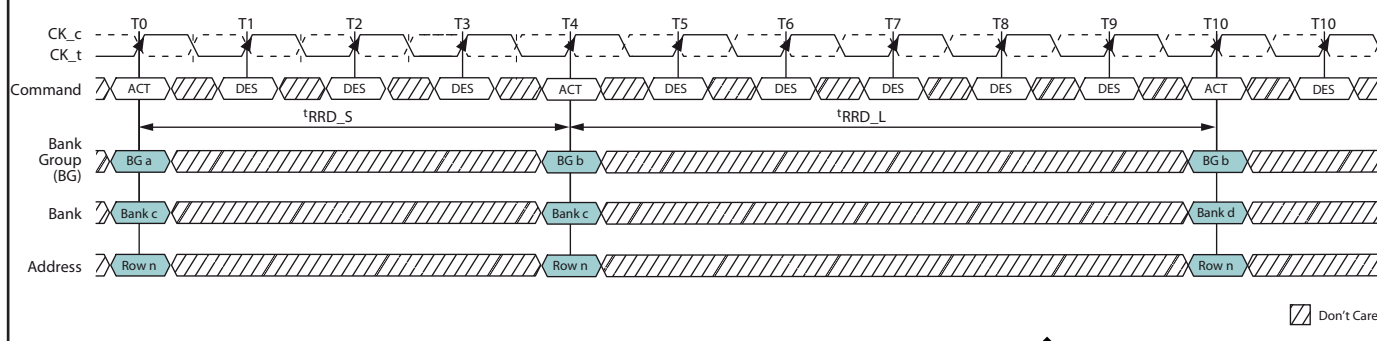 T0 T1 T2 T3 T4 T5 T6 T7 T8 T9 T10 T10
CK_c
CK_t
Command ACT DES DES DES ACT DES DES DES DES DES ACT DES
tRRD_S tRRD_L
Bank
Group
(BG)
BG a BG b BG b
Bank Bank c Bank c Bank d
Address Row n Row n Row n
Don't Care